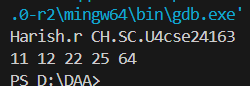 .0-r2\mingw64\bin\gdb.exe'
Harish.r CH.SC.U4cse24163
11 12 22 25 64
PS D:\DAA>